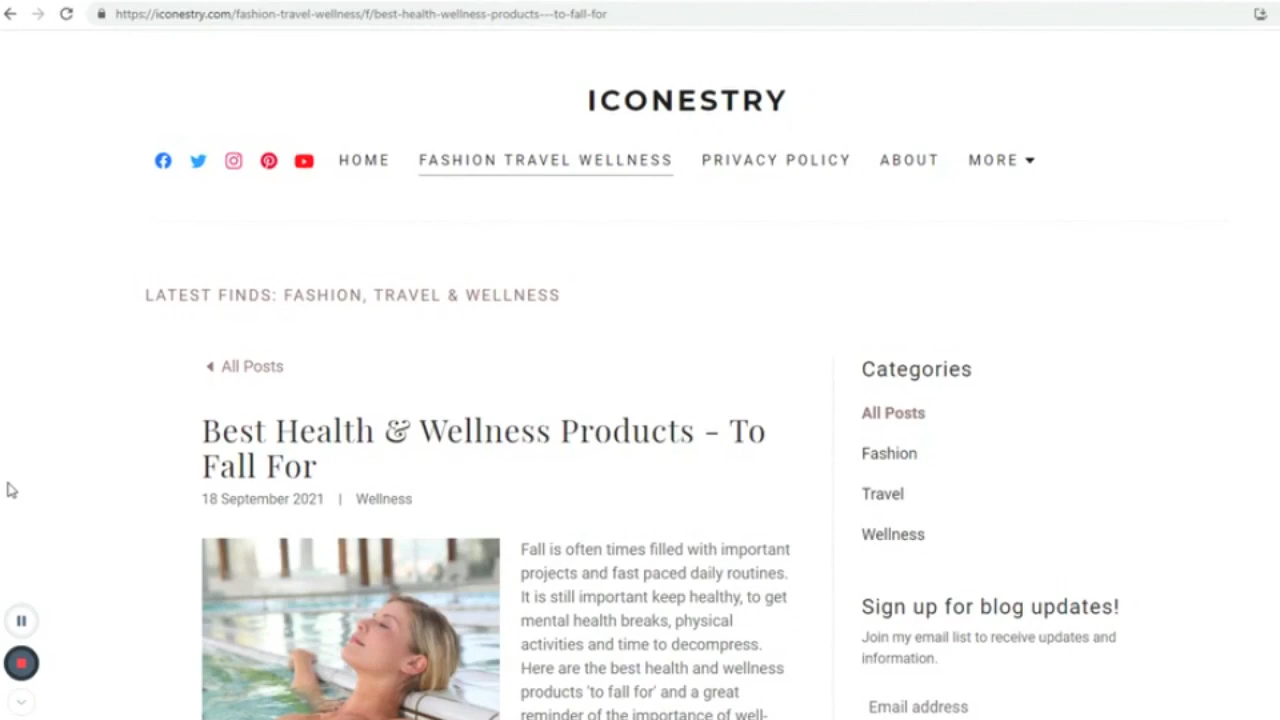 https://iconestry.com/fashion-travel-wellness/f/best-health-wellness-products---to-fall-for
ICONESTRY
HOME FASHION TRAVEL WELLNESS PRIVACY POLICY ABOUT MORE
LATEST FINDS: FASHION, TRAVEL & WELLNESS
All Posts
Best Health & Wellness Products - To
Fall For
18 September 2021 | Wellness
Fall is often times filled with important
projects and fast paced daily routines.
It is still important keep healthy, to get
mental health breaks, physical
activities and time to decompress.
Here are the best health and wellness
products 'to fall for' and a great
reminder of the importance of well-
Categories
All Posts
Fashion
Travel
Wellness
Sign up for blog updates!
Join my email list to receive updates and
information.
Email address